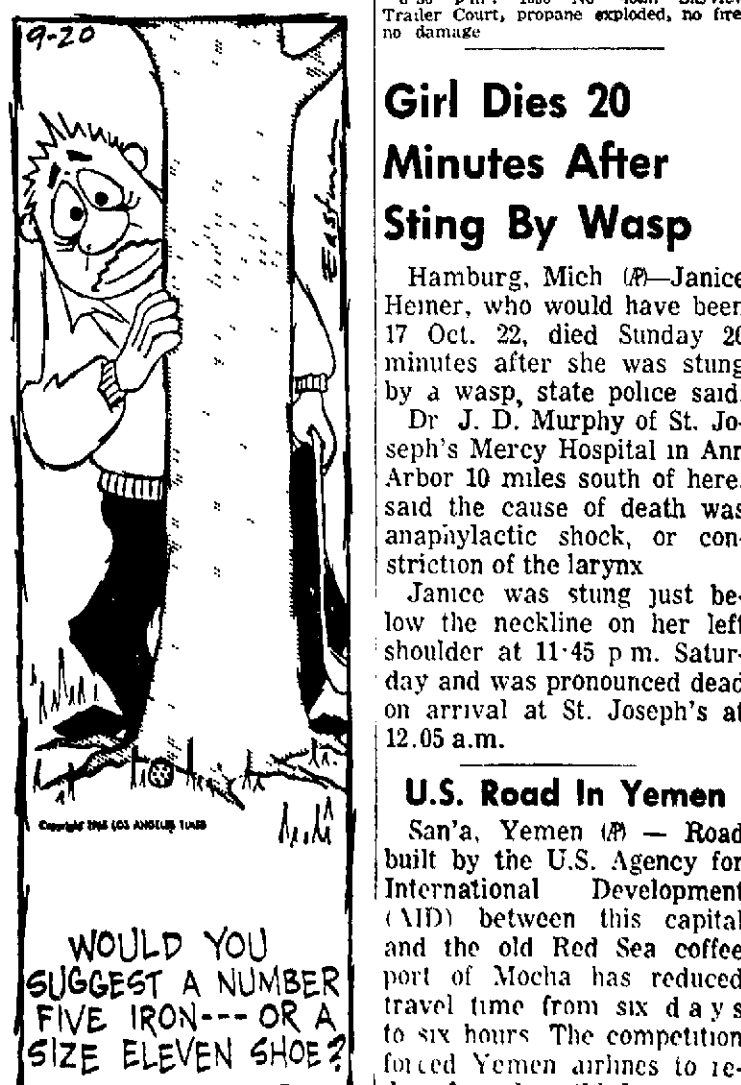 9-20
Eastman
Copyright 1965 LOS ANGELES TIMES
WOULD YOU
SUGGEST A NUMBER
FIVE IRON---OR A
SIZE ELEVEN SHOE?
Trailer Court, propane exploded, no fire
no damage
Girl Dies 20
Minutes After
Sting By Wasp
Hamburg, Mich (AP)—Janice
Heiner, who would have been
17 Oct. 22, died Sunday 20
minutes after she was stung
by a wasp, state police said.
Dr J. D. Murphy of St. Jo-
seph's Mercy Hospital in Ann
Arbor 10 miles south of here,
said the cause of death was
anaphylactic shock, or con-
striction of the larynx
Janice was stung just be-
low the neckline on her left
shoulder at 11·45 p m. Satur-
day and was pronounced dead
on arrival at St. Joseph's at
12.05 a.m.
U.S. Road In Yemen
San'a, Yemen (AP) — Road
built by the U.S. Agency for
International Development
(AID) between this capital
and the old Red Sea coffee
port of Mocha has reduced
travel time from six days
to six hours The competition
forced Yemen airlines to re-